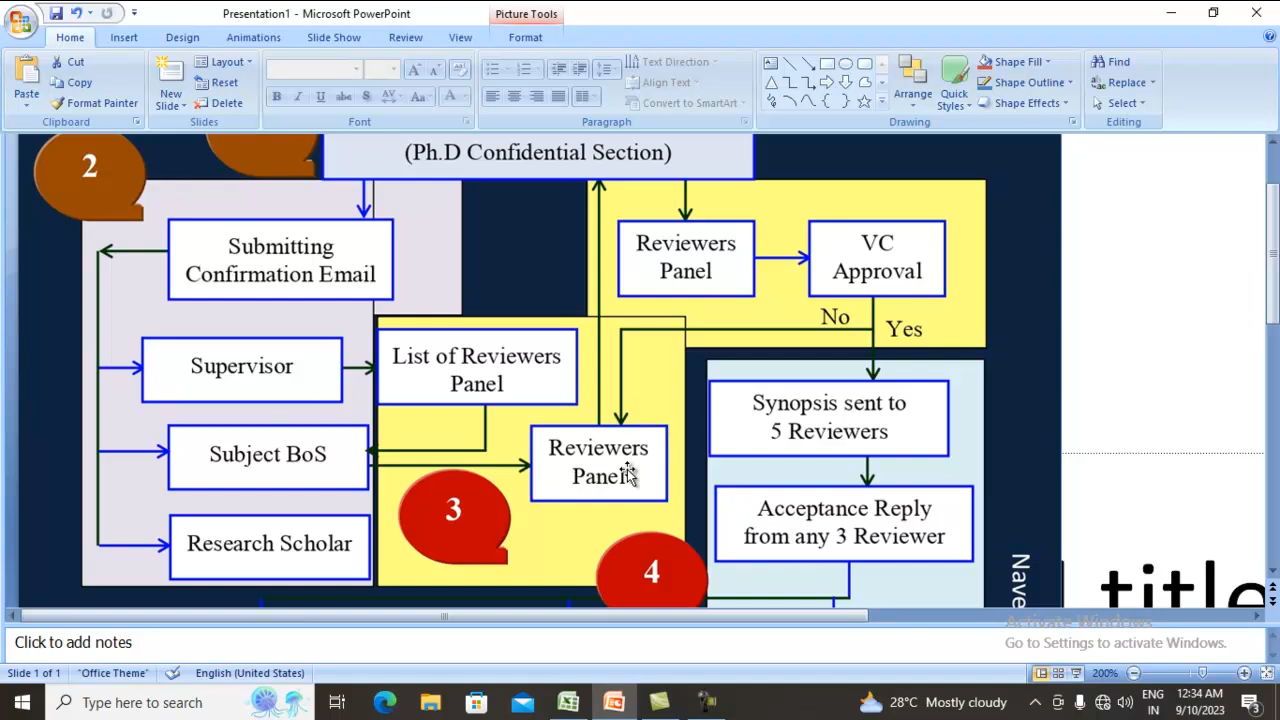 Presentation1 - Microsoft PowerPoint
Picture Tools
Home
Insert
Design
Animations
Slide Show
Review
View
Format
Paste
Cut
Copy
Format Painter
Clipboard
New
Slide
Layout
Reset
Delete
Slides
B I U abc S AV Aa A
Font
Text Direction
Align Text
Convert to SmartArt
Paragraph
Arrange
Quick
Styles
Shape Fill
Shape Outline
Shape Effects
Drawing
Find
Replace
Select
Editing
(Ph.D Confidential Section)
2
Submitting
Confirmation Email
Reviewers
Panel
VC
Approval
No
Yes
Supervisor
List of Reviewers
Panel
Synopsis sent to
5 Reviewers
Subject BoS
Reviewers
Panel
3
Research Scholar
4
Acceptance Reply
from any 3 Reviewer
Nave
title
Activate Windows
Go to Settings to activate Windows.
Click to add notes
Slide 1 of 1
"Office Theme"
English (United States)
200%
Type here to search
28°C Mostly cloudy
ENG
IN
12:34 AM
9/10/2023
3